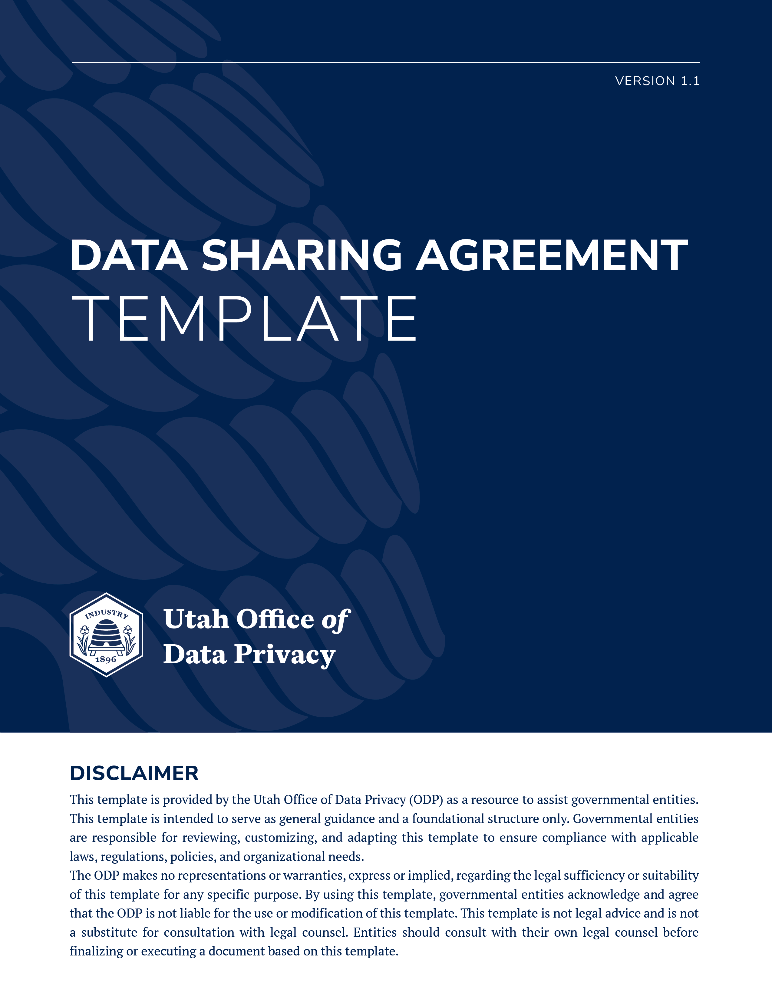 VERSION 1.1
DATA SHARING AGREEMENT
TEMPLATE
INDUSTRY
1896
Utah Office of
Data Privacy
DISCLAIMER
This template is provided by the Utah Office of Data Privacy (ODP) as a resource to assist governmental entities.
This template is intended to serve as general guidance and a foundational structure only. Governmental entities
are responsible for reviewing, customizing, and adapting this template to ensure compliance with applicable
laws, regulations, policies, and organizational needs.
The ODP makes no representations or warranties, express or implied, regarding the legal sufficiency or suitability
of this template for any specific purpose. By using this template, governmental entities acknowledge and agree
that the ODP is not liable for the use or modification of this template. This template is not legal advice and is not
a substitute for consultation with legal counsel. Entities should consult with their own legal counsel before
finalizing or executing a document based on this template.